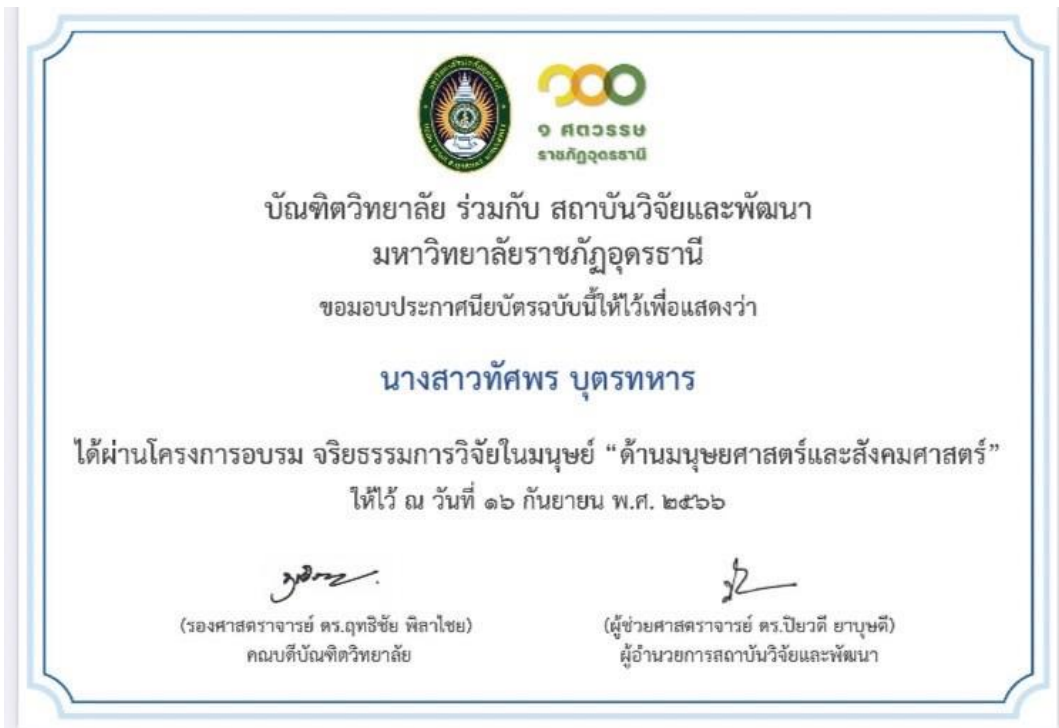 ๑๐๐
๑ ศตวรรษ
ราชภัฏอุดรธานี
บัณฑิตวิทยาลัย ร่วมกับ สถาบันวิจัยและพัฒนา
มหาวิทยาลัยราชภัฏอุดรธานี
ขอมอบประกาศนียบัตรฉบับนี้ให้ไว้เพื่อแสดงว่า
นางสาวทัศพร บุตรทหาร
ได้ผ่านโครงการอบรม จริยธรรมการวิจัยในมนุษย์ “ด้านมนุษยศาสตร์และสังคมศาสตร์”
ให้ไว้ ณ วันที่ ๑๖ กันยายน พ.ศ. ๒๕๖๖
(รองศาสตราจารย์ ดร.ฤทธิชัย พิลาไชย)
คณบดีบัณฑิตวิทยาลัย
(ผู้ช่วยศาสตราจารย์ ดร.ปิยวดี ยาบุษดี)
ผู้อำนวยการสถาบันวิจัยและพัฒนา